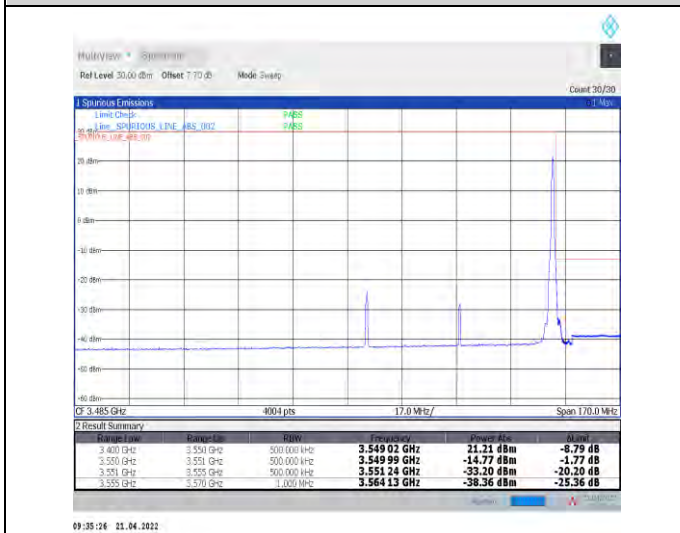 MultiView
Spectrum
Ref Level 30.00 dBm Offset 7.70 dB Mode Sweep
Count 30/30
1 Spurious Emissions
Limit Check PASS
Line _SPURIOUS_LINE_ABS_002 PASS
20 dBm
10 dBm
0 dBm
-10 dBm
-20 dBm
-30 dBm
-40 dBm
-50 dBm
-60 dBm
CF 3.485 GHz 4004 pts 17.0 MHz/ Span 170.0 MHz
2 Result Summary
Range Low Range Up RBW Frequency Power Abs ΔLimit
3.400 GHz 3.550 GHz 500.000 kHz 3.549 02 GHz 21.21 dBm -8.79 dB
3.550 GHz 3.551 GHz 500.000 kHz 3.549 99 GHz -14.77 dBm -1.77 dB
3.551 GHz 3.555 GHz 500.000 kHz 3.551 24 GHz -33.20 dBm -20.20 dB
3.555 GHz 3.570 GHz 1.000 MHz 3.564 13 GHz -38.36 dBm -25.36 dB
09:35:26 21.04.2022